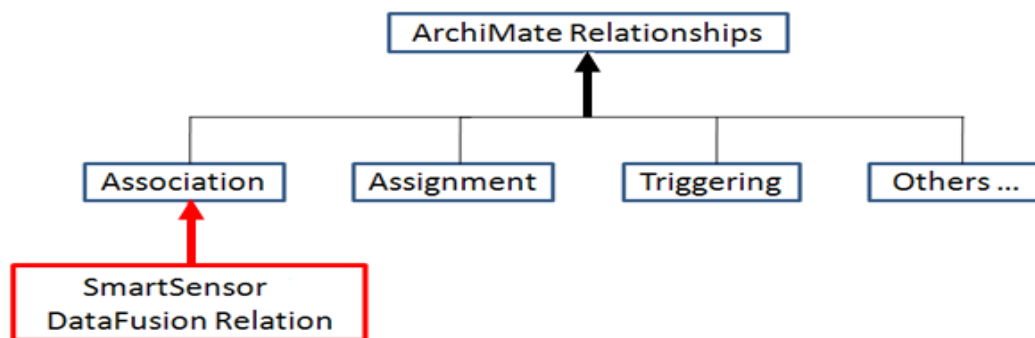 ArchiMate Relationships
Association
Assignment
Triggering
Others ...
SmartSensor
DataFusion Relation